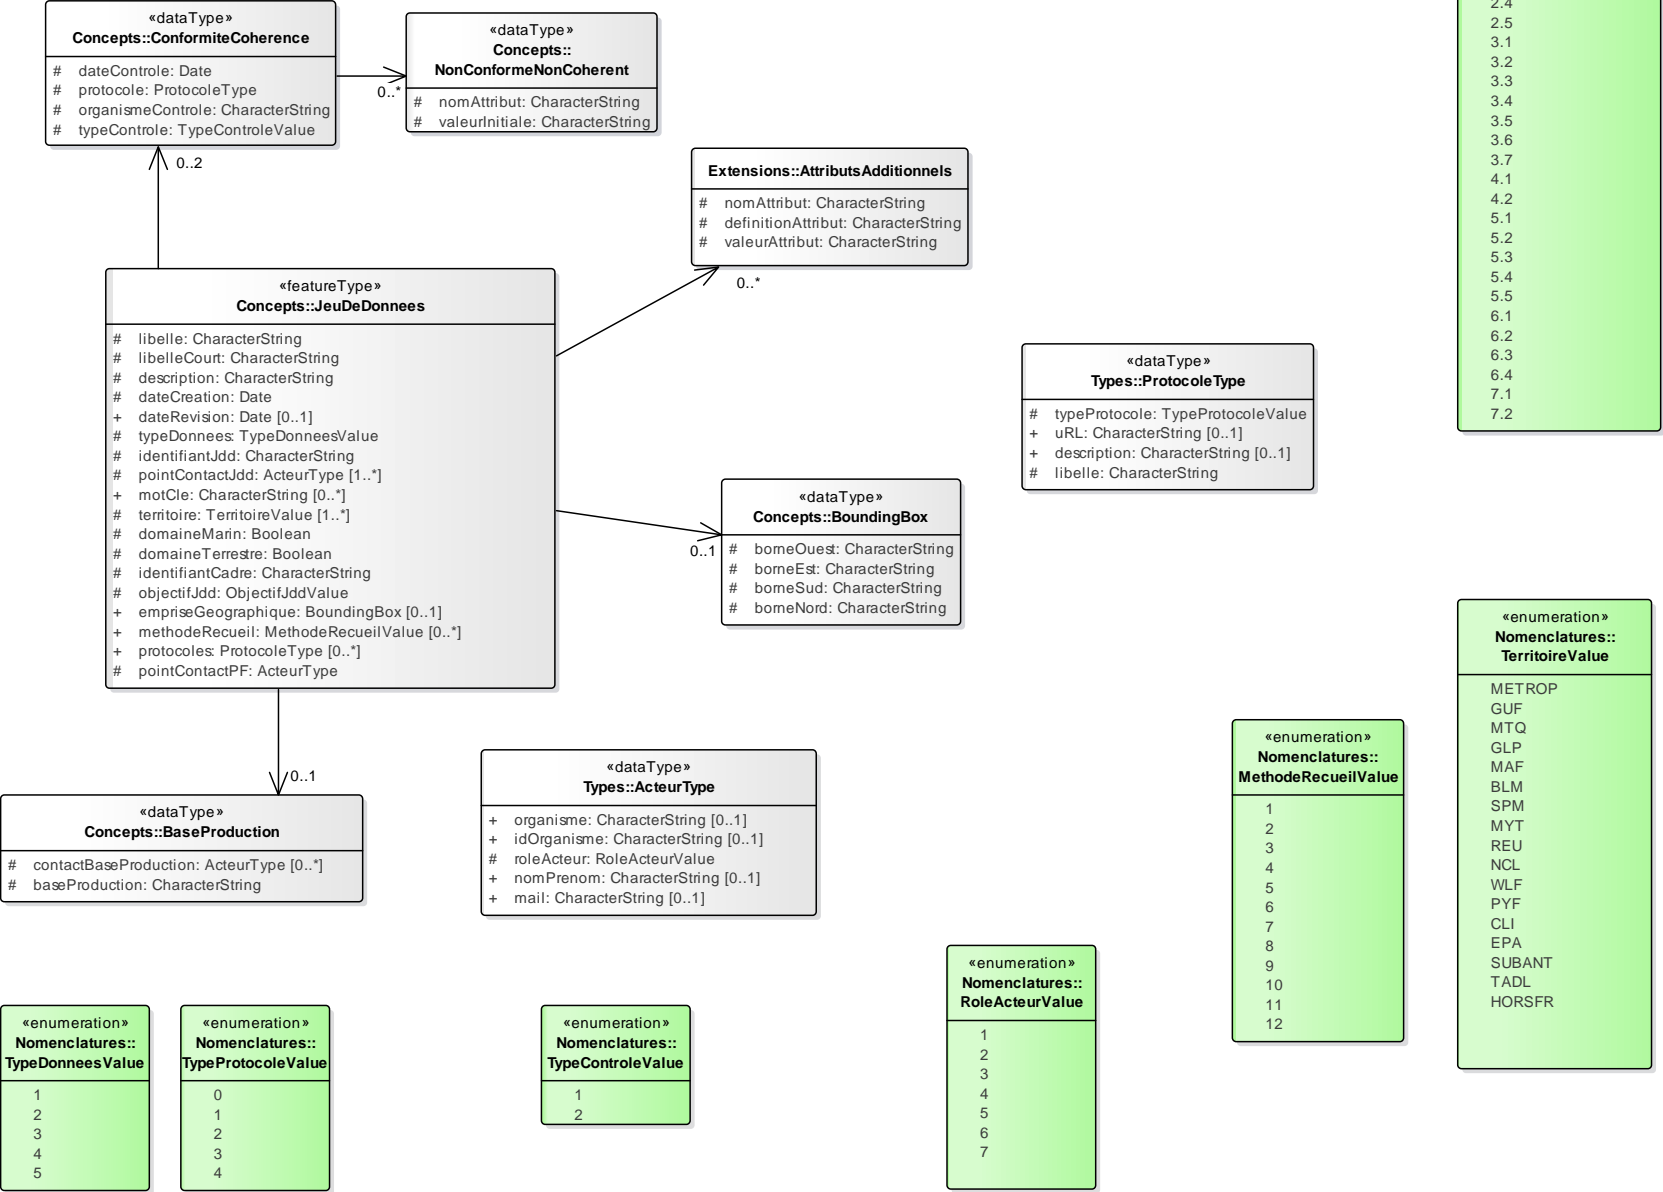 «dataType»
Concepts::ConformiteCoherence
# dateControle: Date
# protocole: ProtocoleType
# organismeControle: CharacterString
# typeControle: TypeControleValue
0..*
«dataType»
Concepts::
NonConformeNonCoherent
# nomAttribut: CharacterString
# valeurInitiale: CharacterString
0..2
Extensions::AttributsAdditionnels
# nomAttribut: CharacterString
# definitionAttribut: CharacterString
# valeurAttribut: CharacterString
0..*
«featureType»
Concepts::JeuDeDonnees
# libelle: CharacterString
# libelleCourt: CharacterString
# description: CharacterString
# dateCreation: Date
+ dateRevision: Date [0..1]
# typeDonnees: TypeDonneesValue
# identifiantJdd: CharacterString
# pointContactJdd: ActeurType [1..*]
+ motCle: CharacterString [0..*]
# territoire: TerritoireValue [1..*]
# domaineMarin: Boolean
# domaineTerrestre: Boolean
# identifiantCadre: CharacterString
# objectifJdd: ObjectifJddValue
+ empriseGeographique: BoundingBox [0..1]
+ methodeRecueil: MethodeRecueilValue [0..*]
+ protocoles: ProtocoleType [0..*]
# pointContactPF: ActeurType
0..1
«dataType»
Concepts::BoundingBox
# borneOuest: CharacterString
# borneEst: CharacterString
# borneSud: CharacterString
# borneNord: CharacterString
«dataType»
Types::ProtocoleType
# typeProtocole: TypeProtocoleValue
+ uRL: CharacterString [0..1]
+ description: CharacterString [0..1]
# libelle: CharacterString
2.4
2.5
3.1
3.2
3.3
3.4
3.5
3.6
3.7
4.1
4.2
5.1
5.2
5.3
5.4
5.5
6.1
6.2
6.3
6.4
7.1
7.2
0..1
«dataType»
Concepts::BaseProduction
# contactBaseProduction: ActeurType [0..*]
# baseProduction: CharacterString
«dataType»
Types::ActeurType
+ organisme: CharacterString [0..1]
+ idOrganisme: CharacterString [0..1]
# roleActeur: RoleActeurValue
+ nomPrenom: CharacterString [0..1]
+ mail: CharacterString [0..1]
«enumeration»
Nomenclatures::
MethodeRecueilValue
1
2
3
4
5
6
7
8
9
10
11
12
«enumeration»
Nomenclatures::
TerritoireValue
METROP
GUF
MTQ
GLP
MAF
BLM
SPM
MYT
REU
NCL
WLF
PYF
CLI
EPA
SUBANT
TADL
HORSFR
«enumeration»
Nomenclatures::
TypeDonneesValue
1
2
3
4
5
«enumeration»
Nomenclatures::
TypeProtocoleValue
0
1
2
3
4
«enumeration»
Nomenclatures::
TypeControleValue
1
2
«enumeration»
Nomenclatures::
RoleActeurValue
1
2
3
4
5
6
7